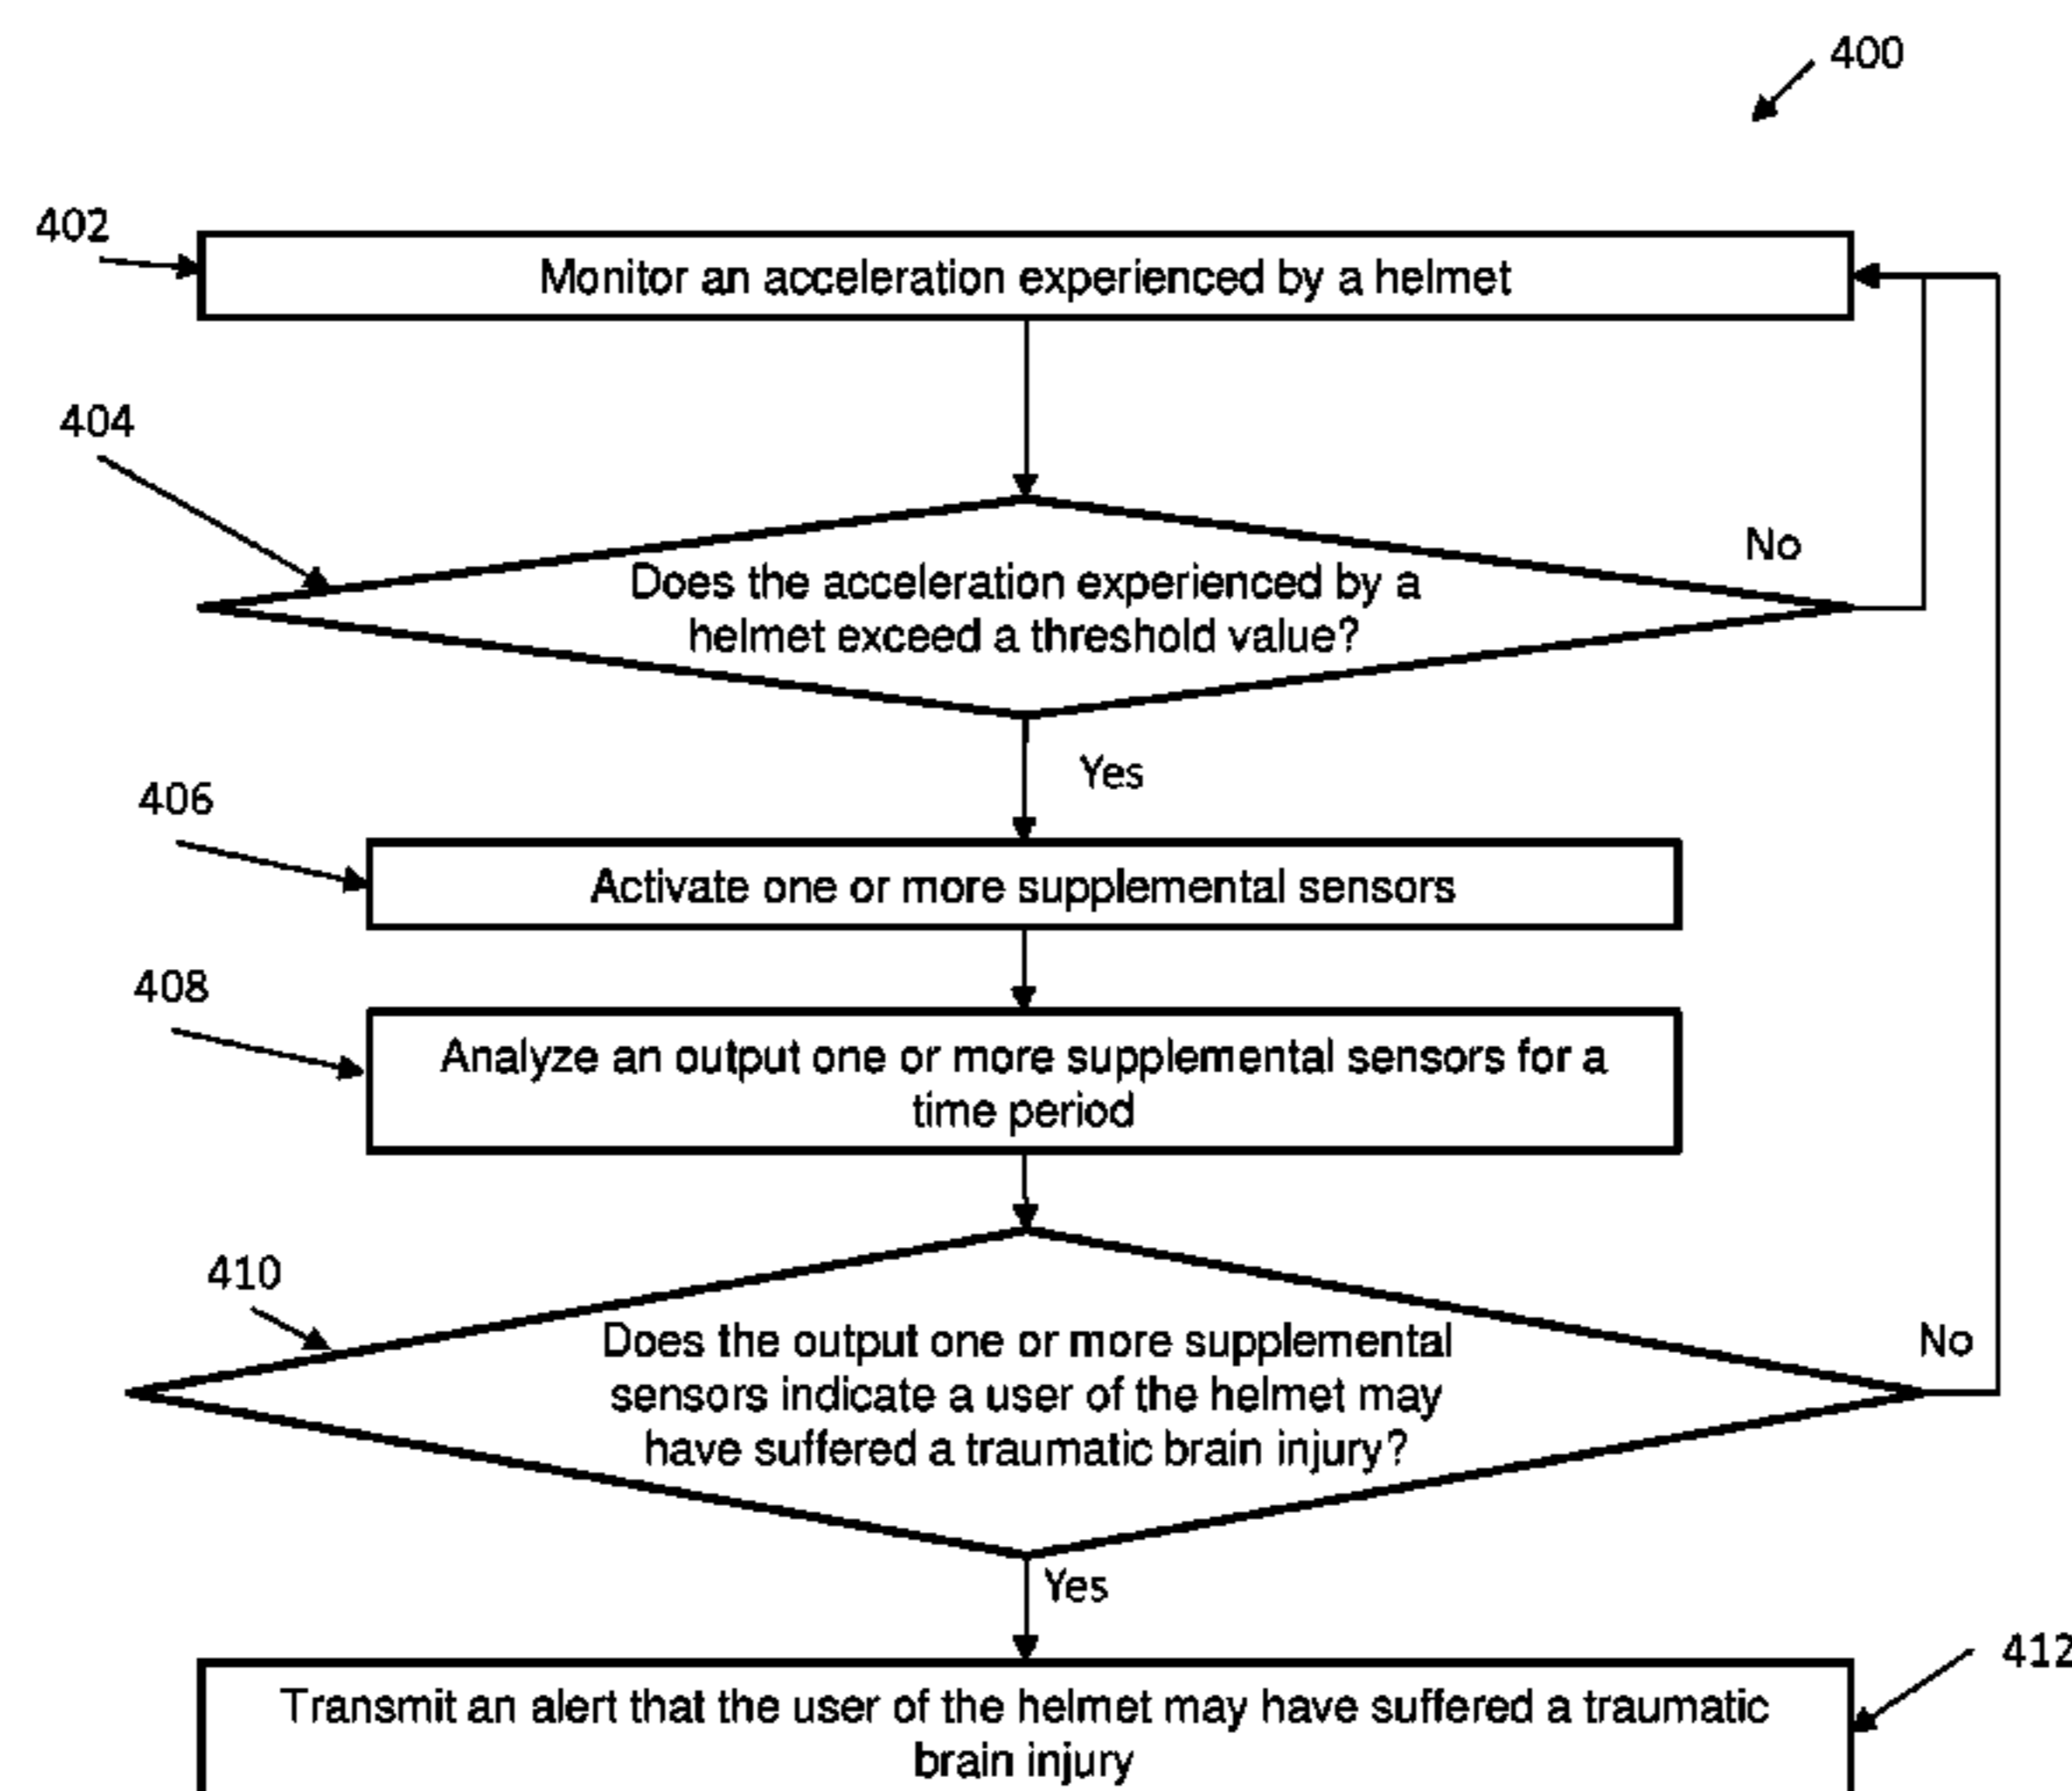 400
402
Monitor an acceleration experienced by a helmet
404
No
Does the acceleration experienced by a
helmet exceed a threshold value?
Yes
406
Activate one or more supplemental sensors
408
Analyze an output one or more supplemental sensors for a
time period
410
Does the output one or more supplemental
sensors indicate a user of the helmet may
have suffered a traumatic brain injury?
No
Yes
412
Transmit an alert that the user of the helmet may have suffered a traumatic
brain injury